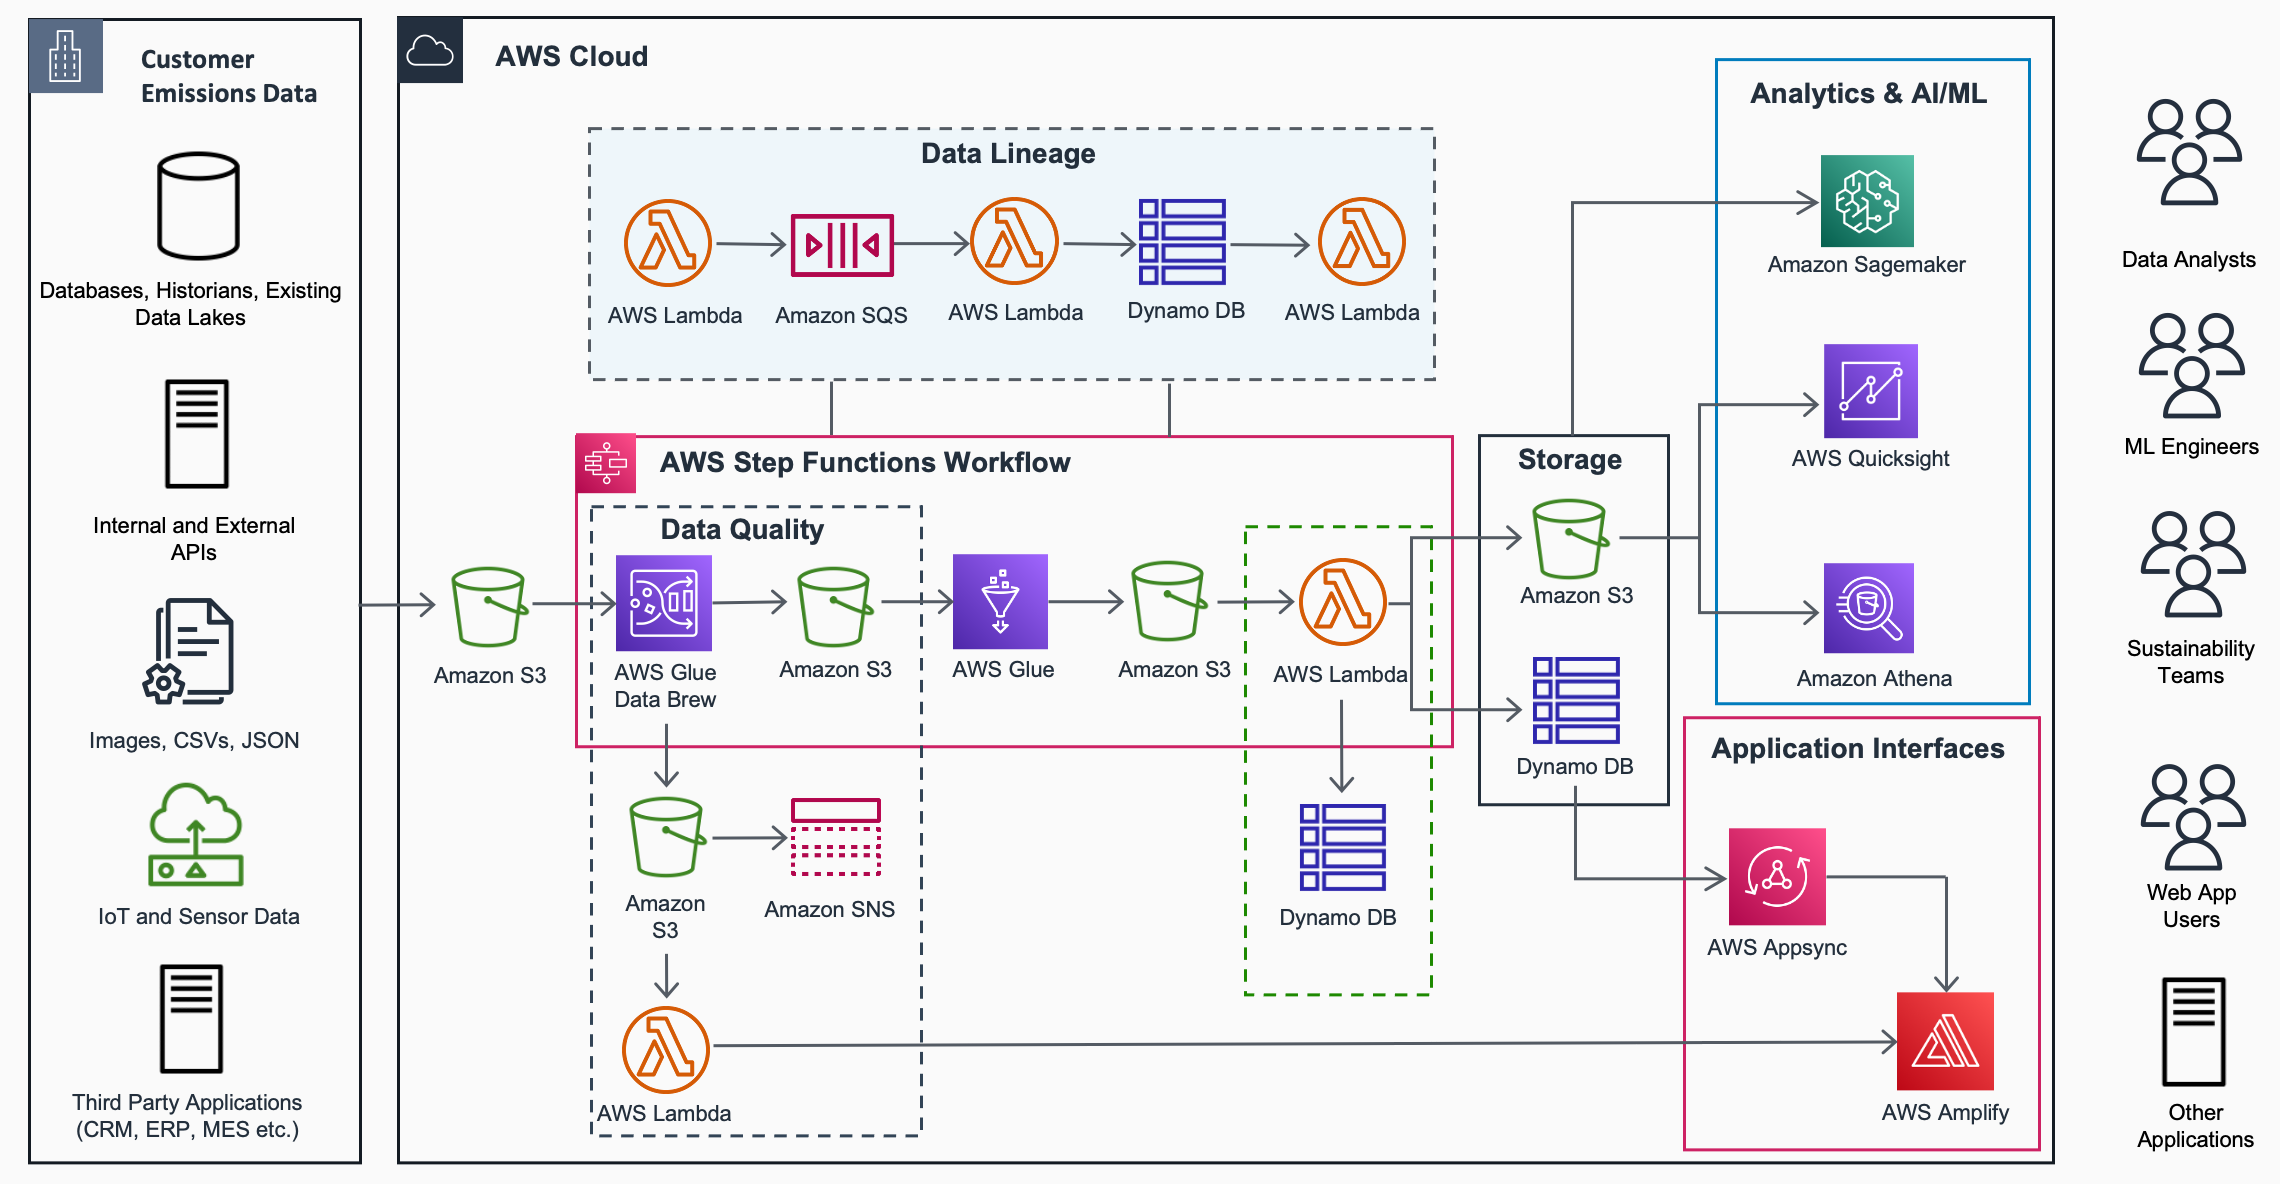 Customer
Emissions Data
Databases, Historians, Existing
Data Lakes
Internal and External
APIs
Images, CSVs, JSON
IoT and Sensor Data
Third Party Applications
(CRM, ERP, MES etc.)
AWS Cloud
Data Lineage
AWS Lambda
Amazon SQS
AWS Lambda
Dynamo DB
AWS Lambda
AWS Step Functions Workflow
Data Quality
Amazon S3
AWS Glue
Data Brew
Amazon S3
AWS Glue
Amazon S3
AWS Lambda
Amazon
S3
Amazon SNS
Dynamo DB
AWS Lambda
Storage
Amazon S3
Dynamo DB
Analytics & AI/ML
Amazon Sagemaker
AWS Quicksight
Amazon Athena
Application Interfaces
AWS Appsync
AWS Amplify
Data Analysts
ML Engineers
Sustainability
Teams
Web App
Users
Other
Applications